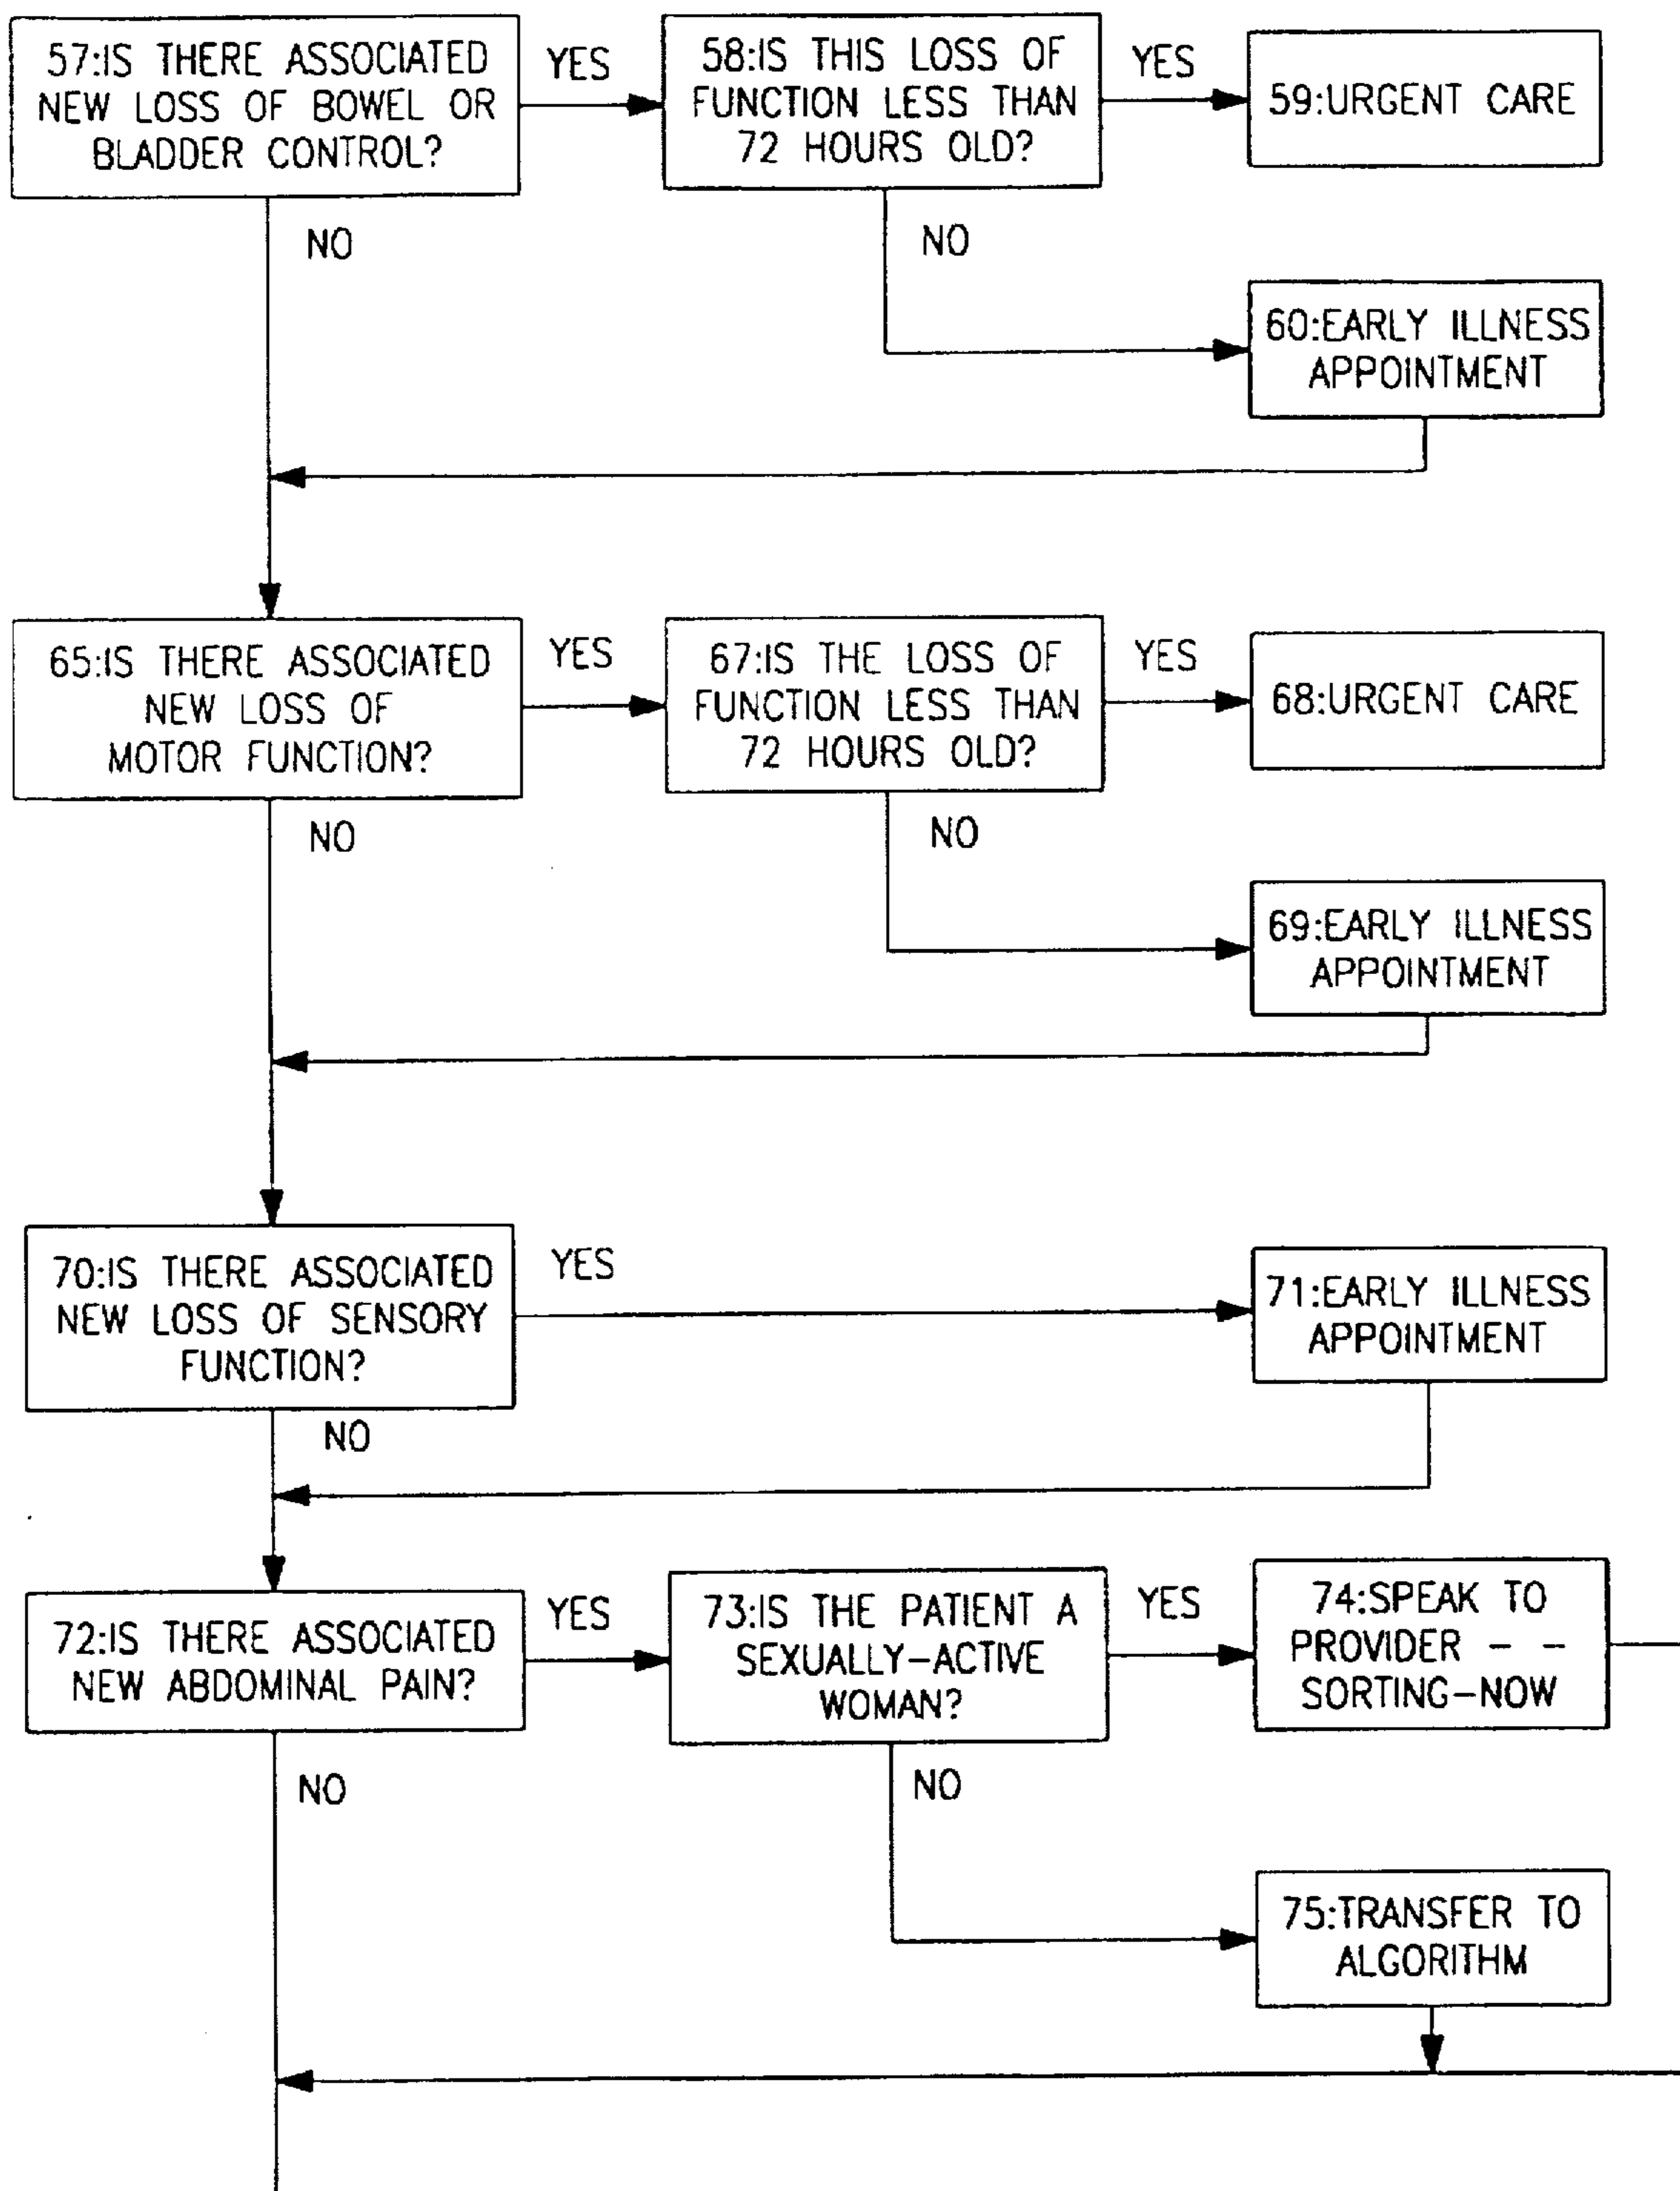 57:IS THERE ASSOCIATED
NEW LOSS OF BOWEL OR
BLADDER CONTROL?
YES
58:IS THIS LOSS OF
FUNCTION LESS THAN
72 HOURS OLD?
YES
59:URGENT CARE
NO
NO
60:EARLY ILLNESS
APPOINTMENT
65:IS THERE ASSOCIATED
NEW LOSS OF
MOTOR FUNCTION?
YES
67:IS THE LOSS OF
FUNCTION LESS THAN
72 HOURS OLD?
YES
68:URGENT CARE
NO
NO
69:EARLY ILLNESS
APPOINTMENT
70:IS THERE ASSOCIATED
NEW LOSS OF SENSORY
FUNCTION?
YES
71:EARLY ILLNESS
APPOINTMENT
NO
72:IS THERE ASSOCIATED
NEW ABDOMINAL PAIN?
YES
73:IS THE PATIENT A
SEXUALLY-ACTIVE
WOMAN?
YES
74:SPEAK TO
PROVIDER - -
SORTING-NOW
NO
NO
75:TRANSFER TO
ALGORITHM